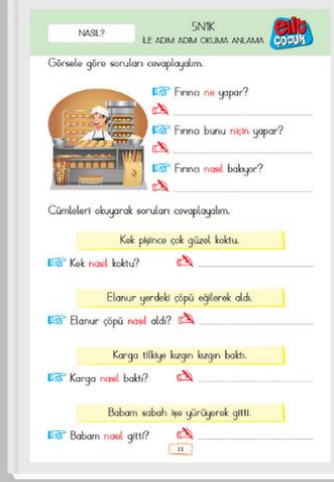 NASIL?
5N1K
İLE ADIM ADIM OKUMA ANLAMA
elit
ÇOCUK
Görsele göre soruları cevaplayalım.
Fırıncı ne yapar?
Fırıncı bunu niçin yapar?
Fırıncı nasıl bakıyor?
Cümleleri okuyarak soruları cevaplayalım.
Kek pişince çok güzel koktu.
Kek nasıl koktu?
Elanur yerdeki çöpü eğilerek aldı.
Elanur çöpü nasıl aldı?
Karga tilkiye kızgın kızgın baktı.
Karga nasıl baktı?
Babam sabah işe yürüyerek gitti.
Babam nasıl gitti?